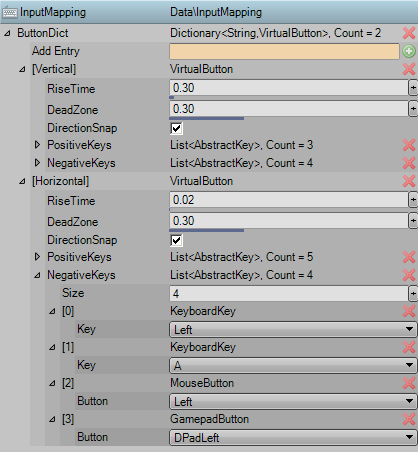 InputMapping Data\InputMapping
ButtonDict Dictionary<String,VirtualButton>, Count = 2
Add Entry
[Vertical] VirtualButton
RiseTime 0.30
DeadZone 0.30
DirectionSnap
PositiveKeys List<AbstractKey>, Count = 3
NegativeKeys List<AbstractKey>, Count = 4
[Horizontal] VirtualButton
RiseTime 0.02
DeadZone 0.30
DirectionSnap
PositiveKeys List<AbstractKey>, Count = 5
NegativeKeys List<AbstractKey>, Count = 4
Size 4
[0] KeyboardKey
Key Left
[1] KeyboardKey
Key A
[2] MouseButton
Button Left
[3] GamepadButton
Button DPadLeft